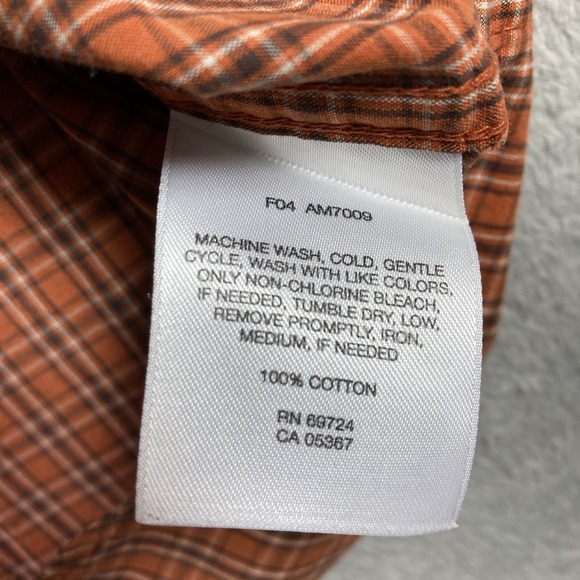 F04 AM7009
MACHINE WASH, COLD, GENTLE
CYCLE, WASH WITH LIKE COLORS,
ONLY NON-CHLORINE BLEACH,
IF NEEDED, TUMBLE DRY, LOW,
REMOVE PROMPTLY, IRON,
MEDIUM, IF NEEDED
100% COTTON
RN 69724
CA 05367